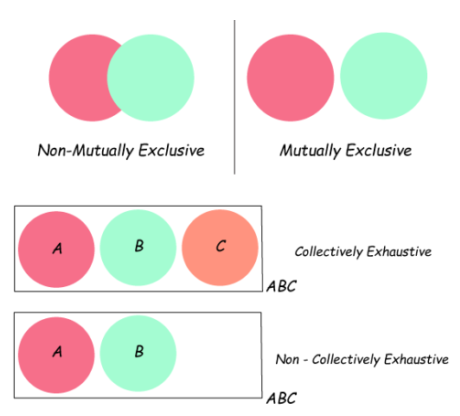 Non-Mutually Exclusive
Mutually Exclusive
A
B
C
Collectively Exhaustive
ABC
A
B
Non - Collectively Exhaustive
ABC